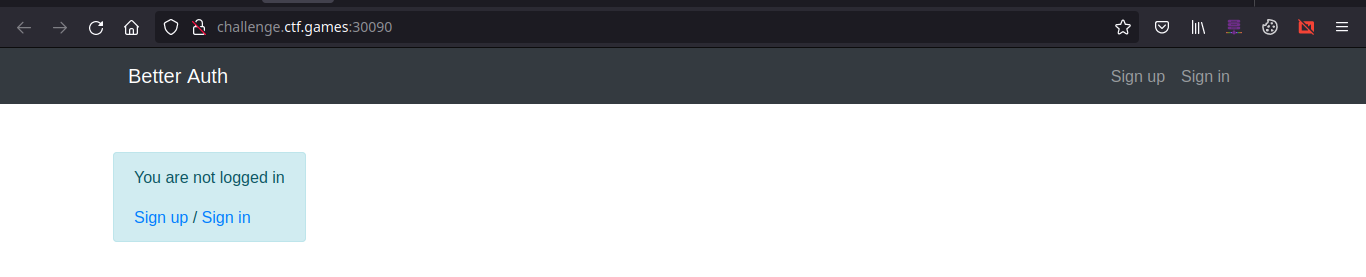 challenge.ctf.games:30090
Better Auth Sign up Sign in
You are not logged in
Sign up / Sign in